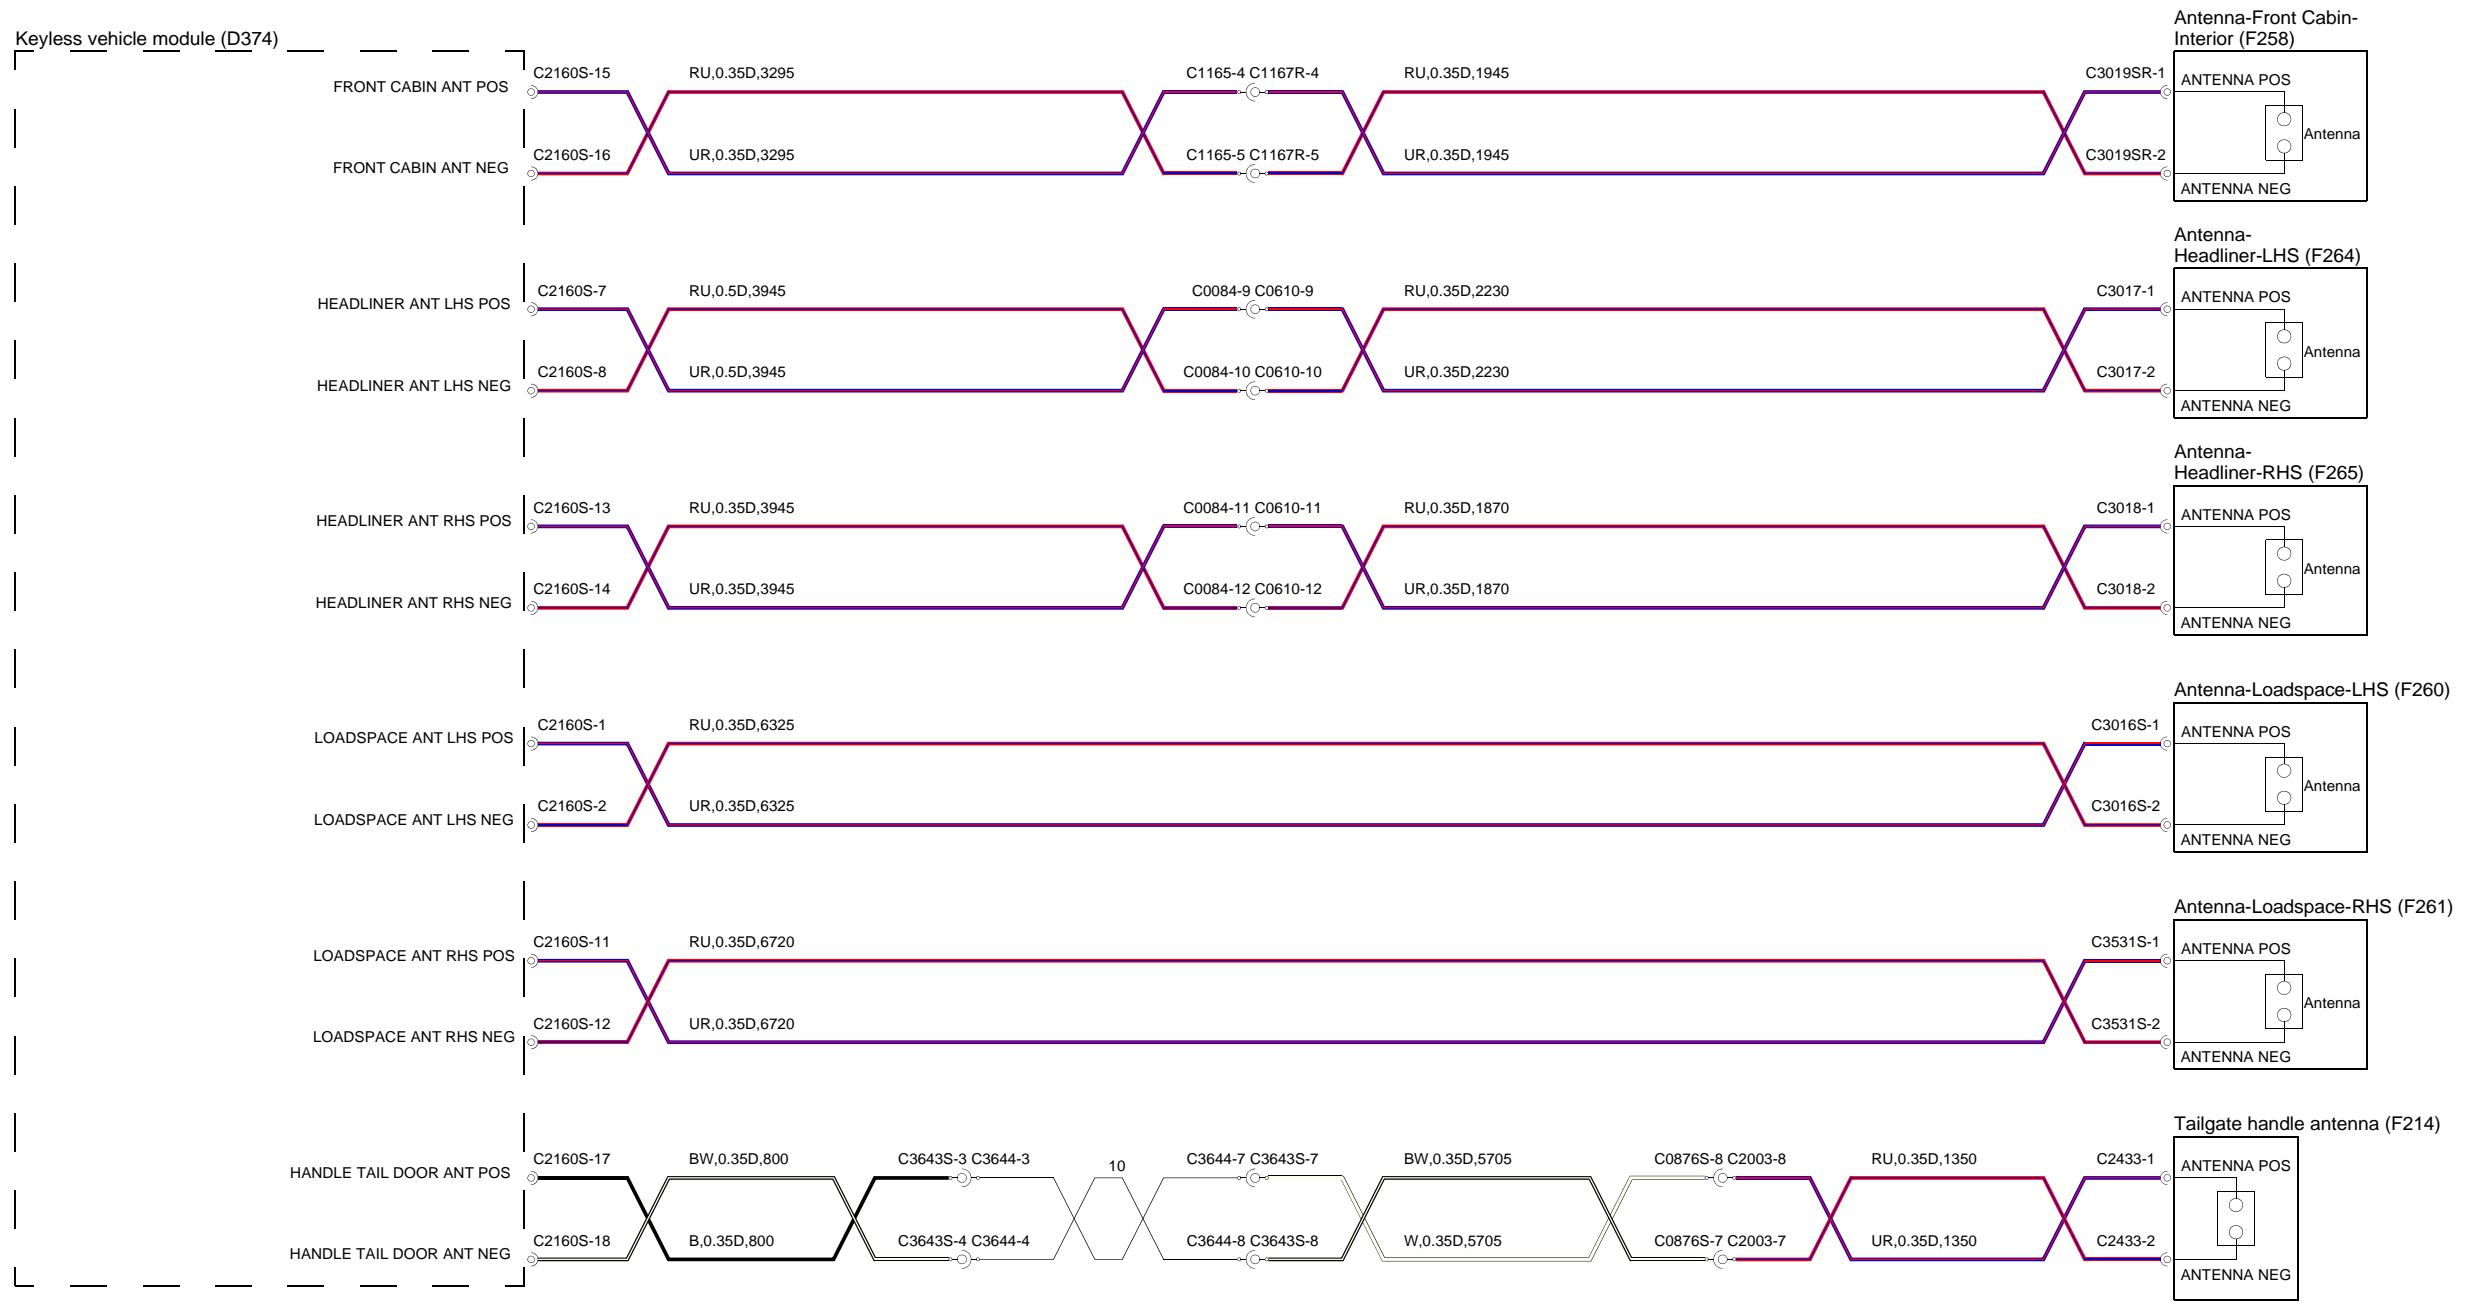 Keyless vehicle module (D374)
Antenna-Front Cabin-
Interior (F258)
FRONT CABIN ANT POS
C2160S-15
RU,0.35D,3295
C1165-4 C1167R-4
RU,0.35D,1945
C3019SR-1
ANTENNA POS
Antenna
FRONT CABIN ANT NEG
C2160S-16
UR,0.35D,3295
C1165-5 C1167R-5
UR,0.35D,1945
C3019SR-2
ANTENNA NEG
Antenna-
Headliner-LHS (F264)
HEADLINER ANT LHS POS
C2160S-7
RU,0.5D,3945
C0084-9 C0610-9
RU,0.35D,2230
C3017-1
ANTENNA POS
Antenna
HEADLINER ANT LHS NEG
C2160S-8
UR,0.5D,3945
C0084-10 C0610-10
UR,0.35D,2230
C3017-2
ANTENNA NEG
Antenna-
Headliner-RHS (F265)
HEADLINER ANT RHS POS
C2160S-13
RU,0.35D,3945
C0084-11 C0610-11
RU,0.35D,1870
C3018-1
ANTENNA POS
Antenna
HEADLINER ANT RHS NEG
C2160S-14
UR,0.35D,3945
C0084-12 C0610-12
UR,0.35D,1870
C3018-2
ANTENNA NEG
Antenna-Loadspace-LHS (F260)
LOADSPACE ANT LHS POS
C2160S-1
RU,0.35D,6325
C3016S-1
ANTENNA POS
Antenna
LOADSPACE ANT LHS NEG
C2160S-2
UR,0.35D,6325
C3016S-2
ANTENNA NEG
Antenna-Loadspace-RHS (F261)
LOADSPACE ANT RHS POS
C2160S-11
RU,0.35D,6720
C3531S-1
ANTENNA POS
Antenna
LOADSPACE ANT RHS NEG
C2160S-12
UR,0.35D,6720
C3531S-2
ANTENNA NEG
Tailgate handle antenna (F214)
HANDLE TAIL DOOR ANT POS
C2160S-17
BW,0.35D,800
C3643S-3 C3644-3
10
C3644-7 C3643S-7
BW,0.35D,5705
C0876S-8 C2003-8
RU,0.35D,1350
C2433-1
ANTENNA POS
HANDLE TAIL DOOR ANT NEG
C2160S-18
B,0.35D,800
C3643S-4 C3644-4
C3644-8 C3643S-8
W,0.35D,5705
C0876S-7 C2003-7
UR,0.35D,1350
C2433-2
ANTENNA NEG